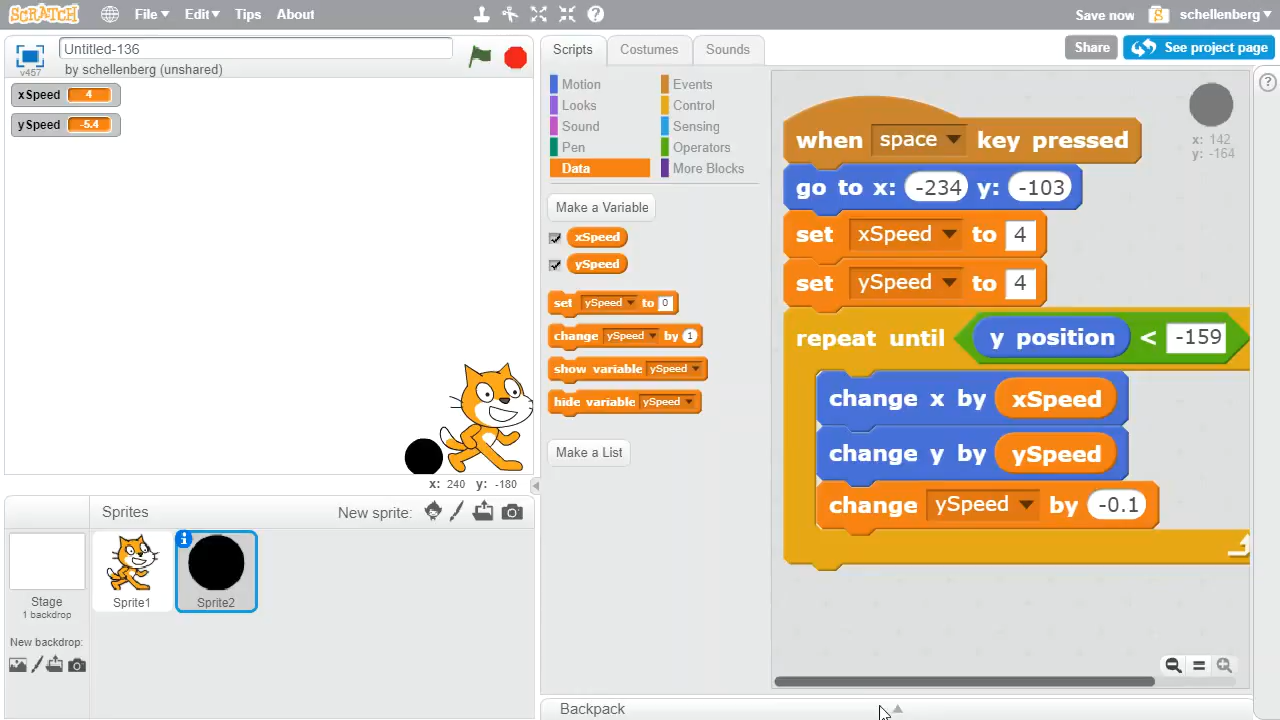 SCRATCH
File Edit Tips About
Save now
schellenberg
v457
Untitled-136
by schellenberg (unshared)
Scripts Costumes Sounds
Share
See project page
xSpeed 4
ySpeed -5.4
Motion
Looks
Sound
Pen
Data
Events
Control
Sensing
Operators
More Blocks
Make a Variable
xSpeed
ySpeed
set ySpeed to 0
change ySpeed by 1
show variable ySpeed
hide variable ySpeed
Make a List
x: 142
y: -164
when space key pressed
go to x: -234 y: -103
set xSpeed to 4
set ySpeed to 4
repeat until y position < -159
change x by xSpeed
change y by ySpeed
change ySpeed by -0.1
x: 240 y: -180
Sprites
New sprite:
Stage
1 backdrop
New backdrop:
Sprite1
Sprite2
Backpack